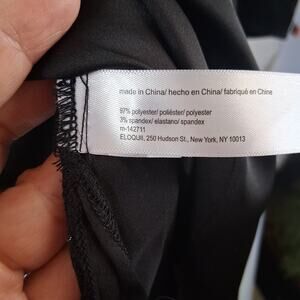 made in China/ hecho en China/ fabriqué en Chine
97% polyester/ poliéster/ polyester
3% spandex/ elastano/ spandex
m-142711
ELOQUII, 250 Hudson St., New York, NY 10013